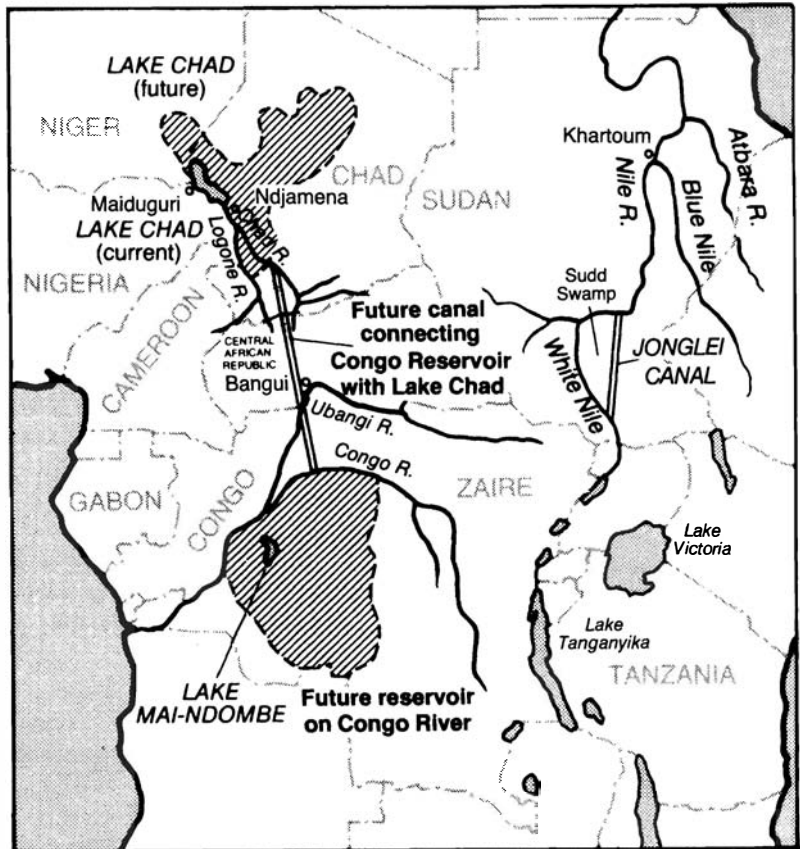 LAKE CHAD
(future)
NIGER
Khartoum
Atbara R.
CHAD
Ndjamena
SUDAN
Nile R.
Blue Nile
Maiduguri
LAKE CHAD
(current)
Logone R.
Chari R.
NIGERIA
Sudd
Swamp
CAMEROON
Future canal
connecting
Congo Reservoir
with Lake Chad
CENTRAL
AFRICAN
REPUBLIC
Bangui
JONGLEI
CANAL
White Nile
Ubangi R.
Congo R.
ZAIRE
GABON
CONGO
Lake
Victoria
Lake
Tanganyika
TANZANIA
LAKE
MAI-NDOMBE
Future reservoir
on Congo River